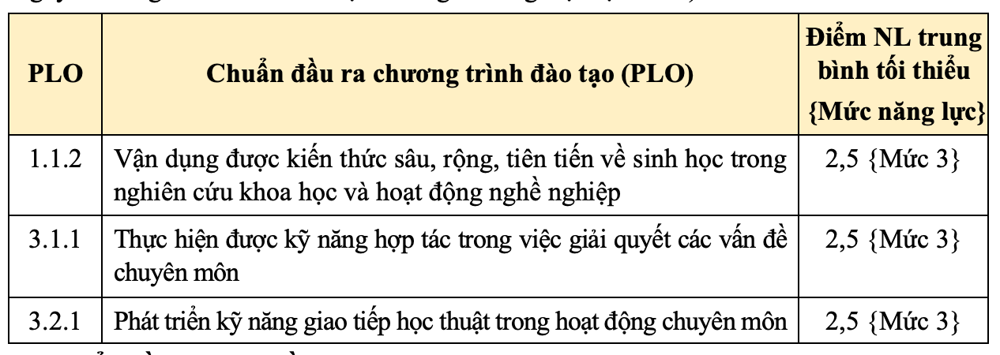 PLO
Chuẩn đầu ra chương trình đào tạo (PLO)
Điểm NL trung
bình tối thiểu
{Mức năng lực}
1.1.2
Vận dụng được kiến thức sâu, rộng, tiên tiến về sinh học trong
nghiên cứu khoa học và hoạt động nghề nghiệp
2,5 {Mức 3}
3.1.1
Thực hiện được kỹ năng hợp tác trong việc giải quyết các vấn đề
chuyên môn
2,5 {Mức 3}
3.2.1
Phát triển kỹ năng giao tiếp học thuật trong hoạt động chuyên môn
2,5 {Mức 3}